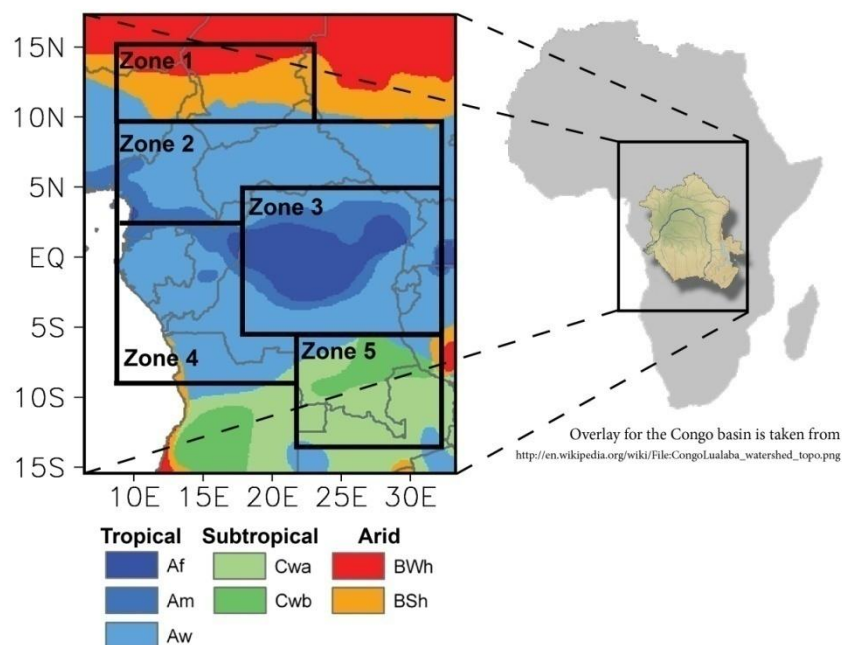 15N
10N
5N
EQ
5S
10S
15S
Zone 1
Zone 2
Zone 3
Zone 4
Zone 5
10E 15E 20E 25E 30E
Overlay for the Congo basin is taken from
http://en.wikipedia.org/wiki/File:CongoLualaba_watershed_topo.png
Tropical Subtropical Arid
Af Cwa BWh
Am Cwb BSh
Aw